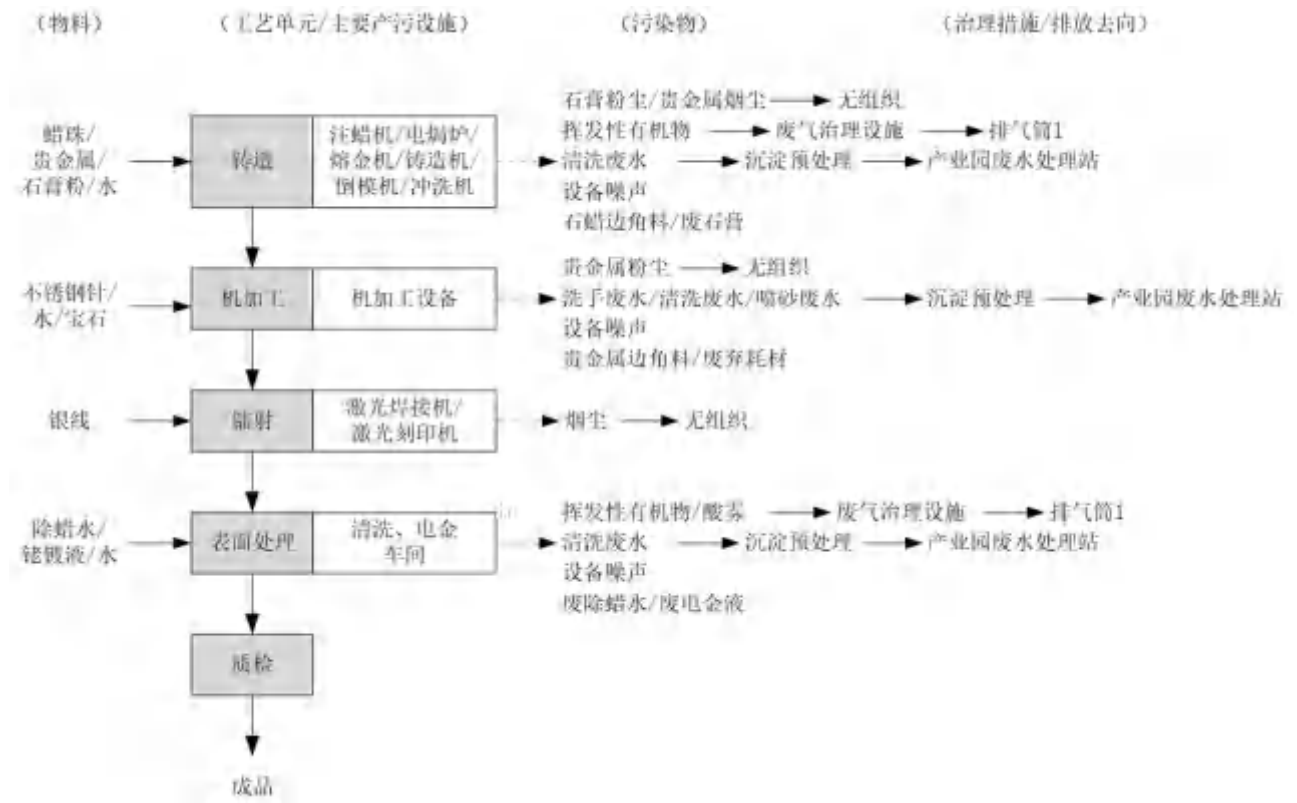 (物料) (工艺单元/主要产污设施) (污染物) (治理措施/排放去向)
石膏粉尘/贵金属烟尘 无组织
蜡珠/
贵金属/
石膏粉/水
铸造
注蜡机/电焗炉/
熔金机/铸造机/
倒模机/冲洗机
挥发性有机物 废气治理设施 排气筒1
清洗废水 沉淀预处理 产业园废水处理站
设备噪声
石蜡边角料/废石膏
不锈钢针/
水/宝石
机加工
机加工设备
贵金属粉尘 无组织
洗手废水/清洗废水/喷砂废水 沉淀预处理 产业园废水处理站
设备噪声
贵金属边角料/废弃耗材
银线
镭射
激光焊接机/
激光刻印机
烟尘 无组织
除蜡水/
铑镀液/水
表面处理
清洗、电金
车间
挥发性有机物/酸雾 废气治理设施 排气筒1
清洗废水 沉淀预处理 产业园废水处理站
设备噪声
废除蜡水/废电金液
质检
成品